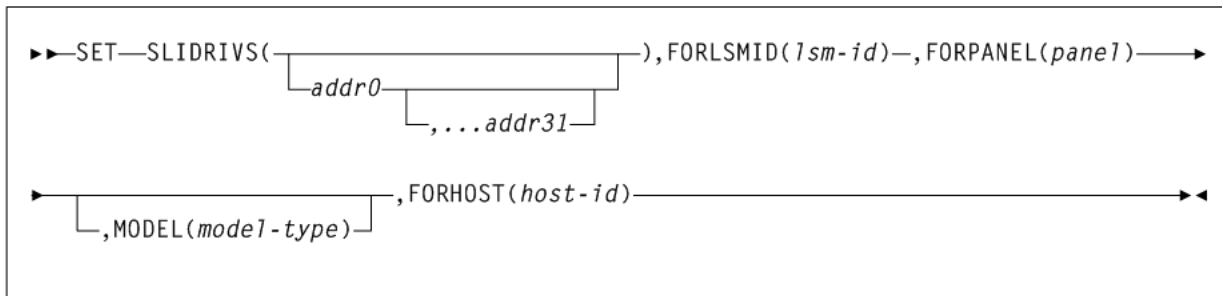 SET SLIDRIVS( ),FORLSMID(lsm-id) ,FORPANEL(panel)
addr0
,...addr31
,FORHOST(host-id)
,MODEL(model-type)